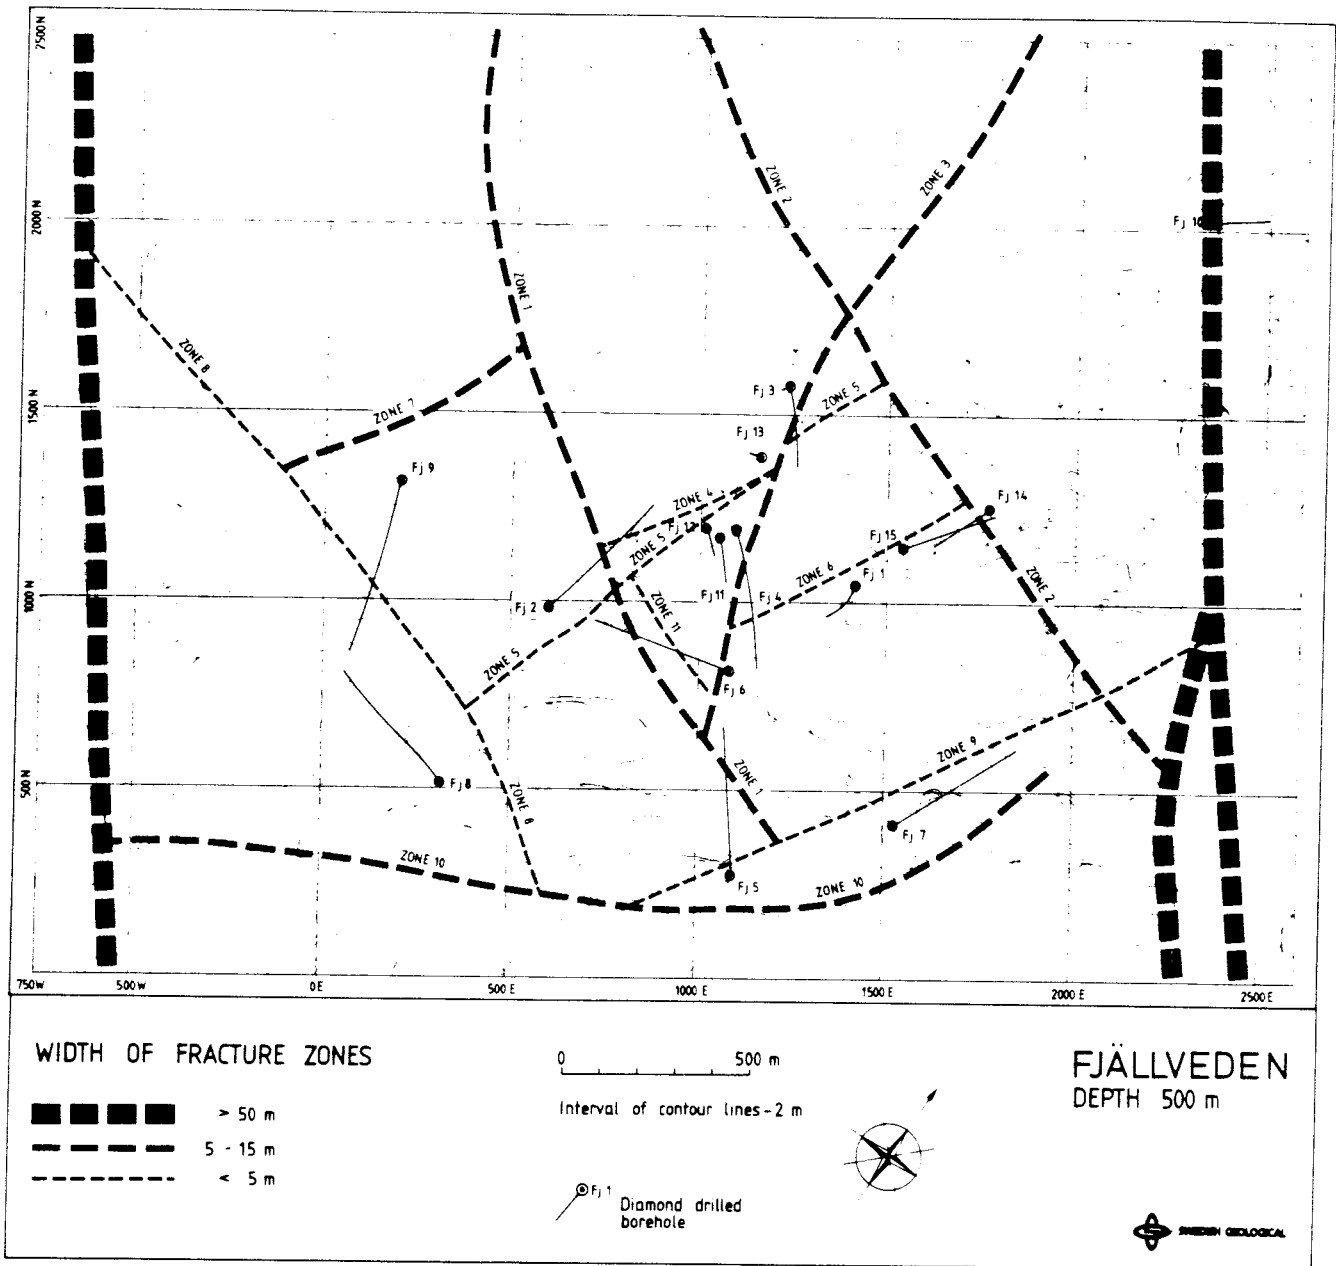 2500 N
2000 N
1500 N
1000 N
500 N
ZONE 1
ZONE 2
ZONE 3
ZONE 8
ZONE 7
ZONE 5
ZONE 4
ZONE 5
ZONE 11
ZONE 6
ZONE 2
ZONE 5
ZONE 8
ZONE 1
ZONE 9
ZONE 10
ZONE 10
Fj 3
Fj 13
Fj 9
Fj 14
Fj 12
Fj 15
Fj 1
Fj 2
Fj 11
Fj 4
Fj 6
Fj 8
Fj 7
Fj 5
750W 500W 0E 500 E 1000 E 1500 E 2000 E 2500 E
WIDTH OF FRACTURE ZONES
> 50 m
5 - 15 m
< 5 m
0 500 m
Interval of contour lines - 2 m
Fj 1 Diamond drilled
borehole
FJÄLLVEDEN
DEPTH 500 m
SWEDISH GEOLOGICAL